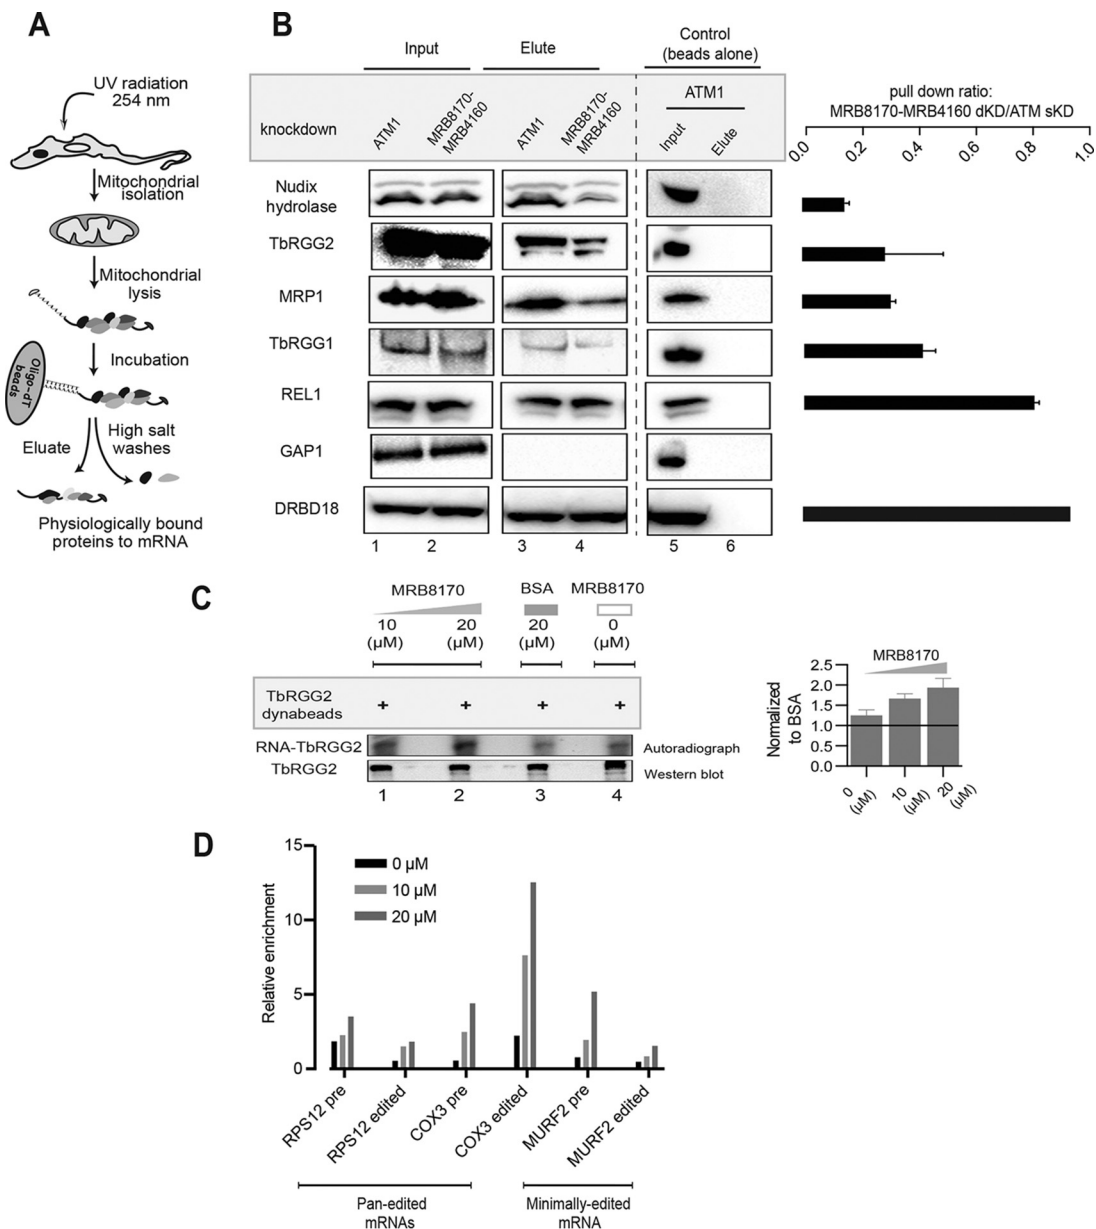 A
UV radiation
254 nm
Mitochondrial
isolation
Mitochondrial
lysis
Incubation
Oligo-dT
beads
Eluate
High salt
washes
Physiologically bound
proteins to mRNA
B
Input
Elute
Control
(beads alone)
knockdown
ATM1
MRB8170-
MRB4160
ATM1
MRB8170-
MRB4160
ATM1
Input
Elute
pull down ratio:
MRB8170-MRB4160 dKD/ATM sKD
0.0
0.2
0.4
0.6
0.8
1.0
Nudix
hydrolase
TbRGG2
MRP1
TbRGG1
REL1
GAP1
DRBD18
1 2 3 4 5 6
C
MRB8170
BSA
MRB8170
10
(µM)
20
(µM)
20
(µM)
0
(µM)
TbRGG2
dynabeads
+ + + +
RNA-TbRGG2
Autoradiograph
TbRGG2
Western blot
1 2 3 4
MRB8170
Normalized
to BSA
2.5
2.0
1.5
1.0
0.5
0.0
0
(µM)
10
(µM)
20
(µM)
D
Relative enrichment
15
10
5
0
0 µM
10 µM
20 µM
RPS12 pre
RPS12 edited
COX3 pre
COX3 edited
MURF2 pre
MURF2 edited
Pan-edited
mRNAs
Minimally-edited
mRNA